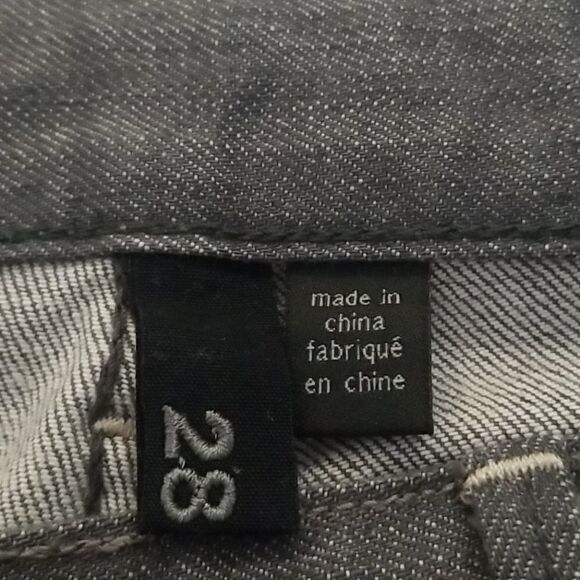 made in
china
fabriqué
en chine
28